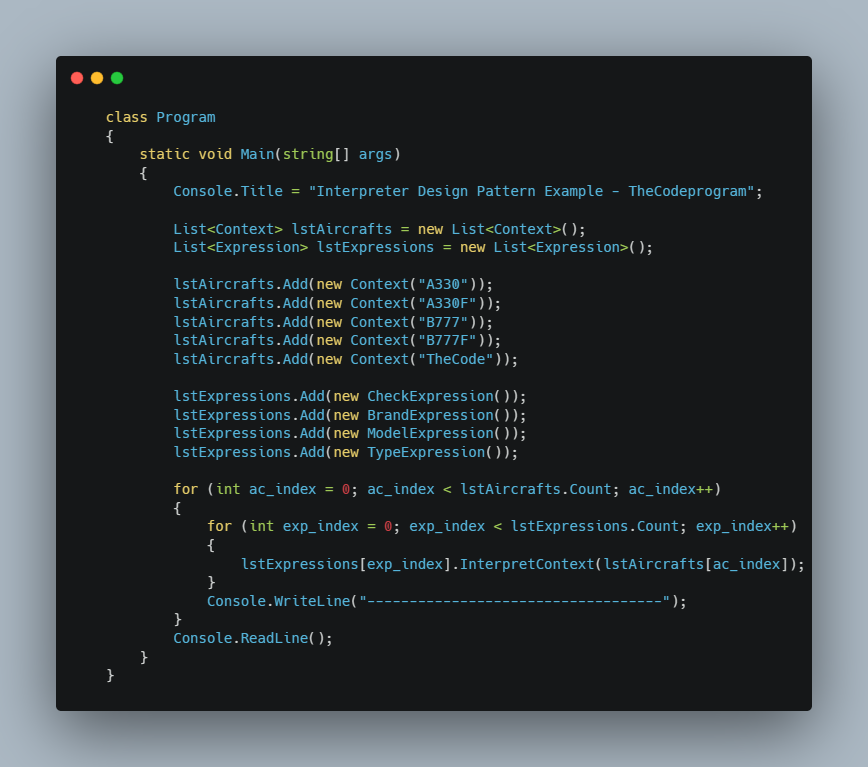 class Program
{
    static void Main(string[] args)
    {
        Console.Title = "Interpreter Design Pattern Example - TheCodeprogram";

        List<Context> lstAircrafts = new List<Context>();
        List<Expression> lstExpressions = new List<Expression>();

        lstAircrafts.Add(new Context("A330"));
        lstAircrafts.Add(new Context("A330F"));
        lstAircrafts.Add(new Context("B777"));
        lstAircrafts.Add(new Context("B777F"));
        lstAircrafts.Add(new Context("TheCode"));

        lstExpressions.Add(new CheckExpression());
        lstExpressions.Add(new BrandExpression());
        lstExpressions.Add(new ModelExpression());
        lstExpressions.Add(new TypeExpression());

        for (int ac_index = 0; ac_index < lstAircrafts.Count; ac_index++)
        {
            for (int exp_index = 0; exp_index < lstExpressions.Count; exp_index++)
            {
                lstExpressions[exp_index].InterpretContext(lstAircrafts[ac_index]);
            }
            Console.WriteLine("-----------------------------------");
        }
        Console.ReadLine();
    }
}